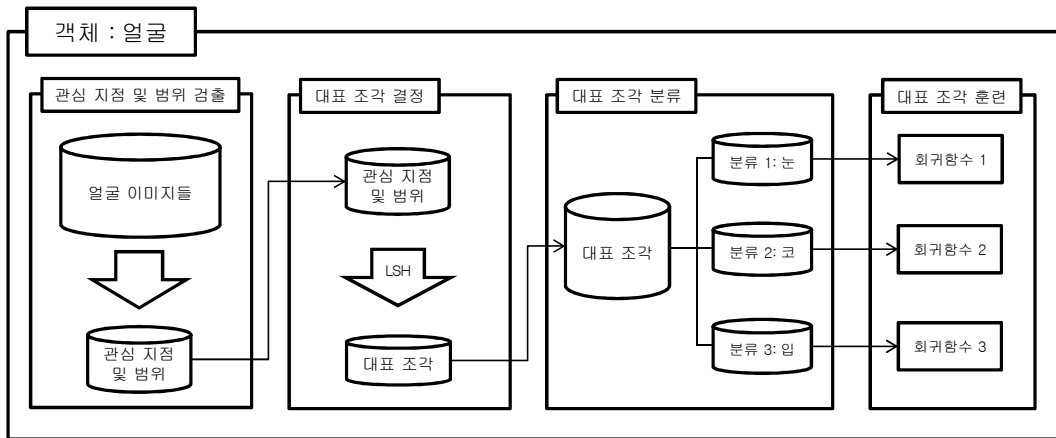 객체 : 얼굴
관심 지점 및 범위 검출
얼굴 이미지들
관심 지점
및 범위
대표 조각 결정
관심 지점
및 범위
LSH
대표 조각
대표 조각 분류
대표 조각
분류 1: 눈
분류 2: 코
분류 3: 입
대표 조각 훈련
회귀함수 1
회귀함수 2
회귀함수 3